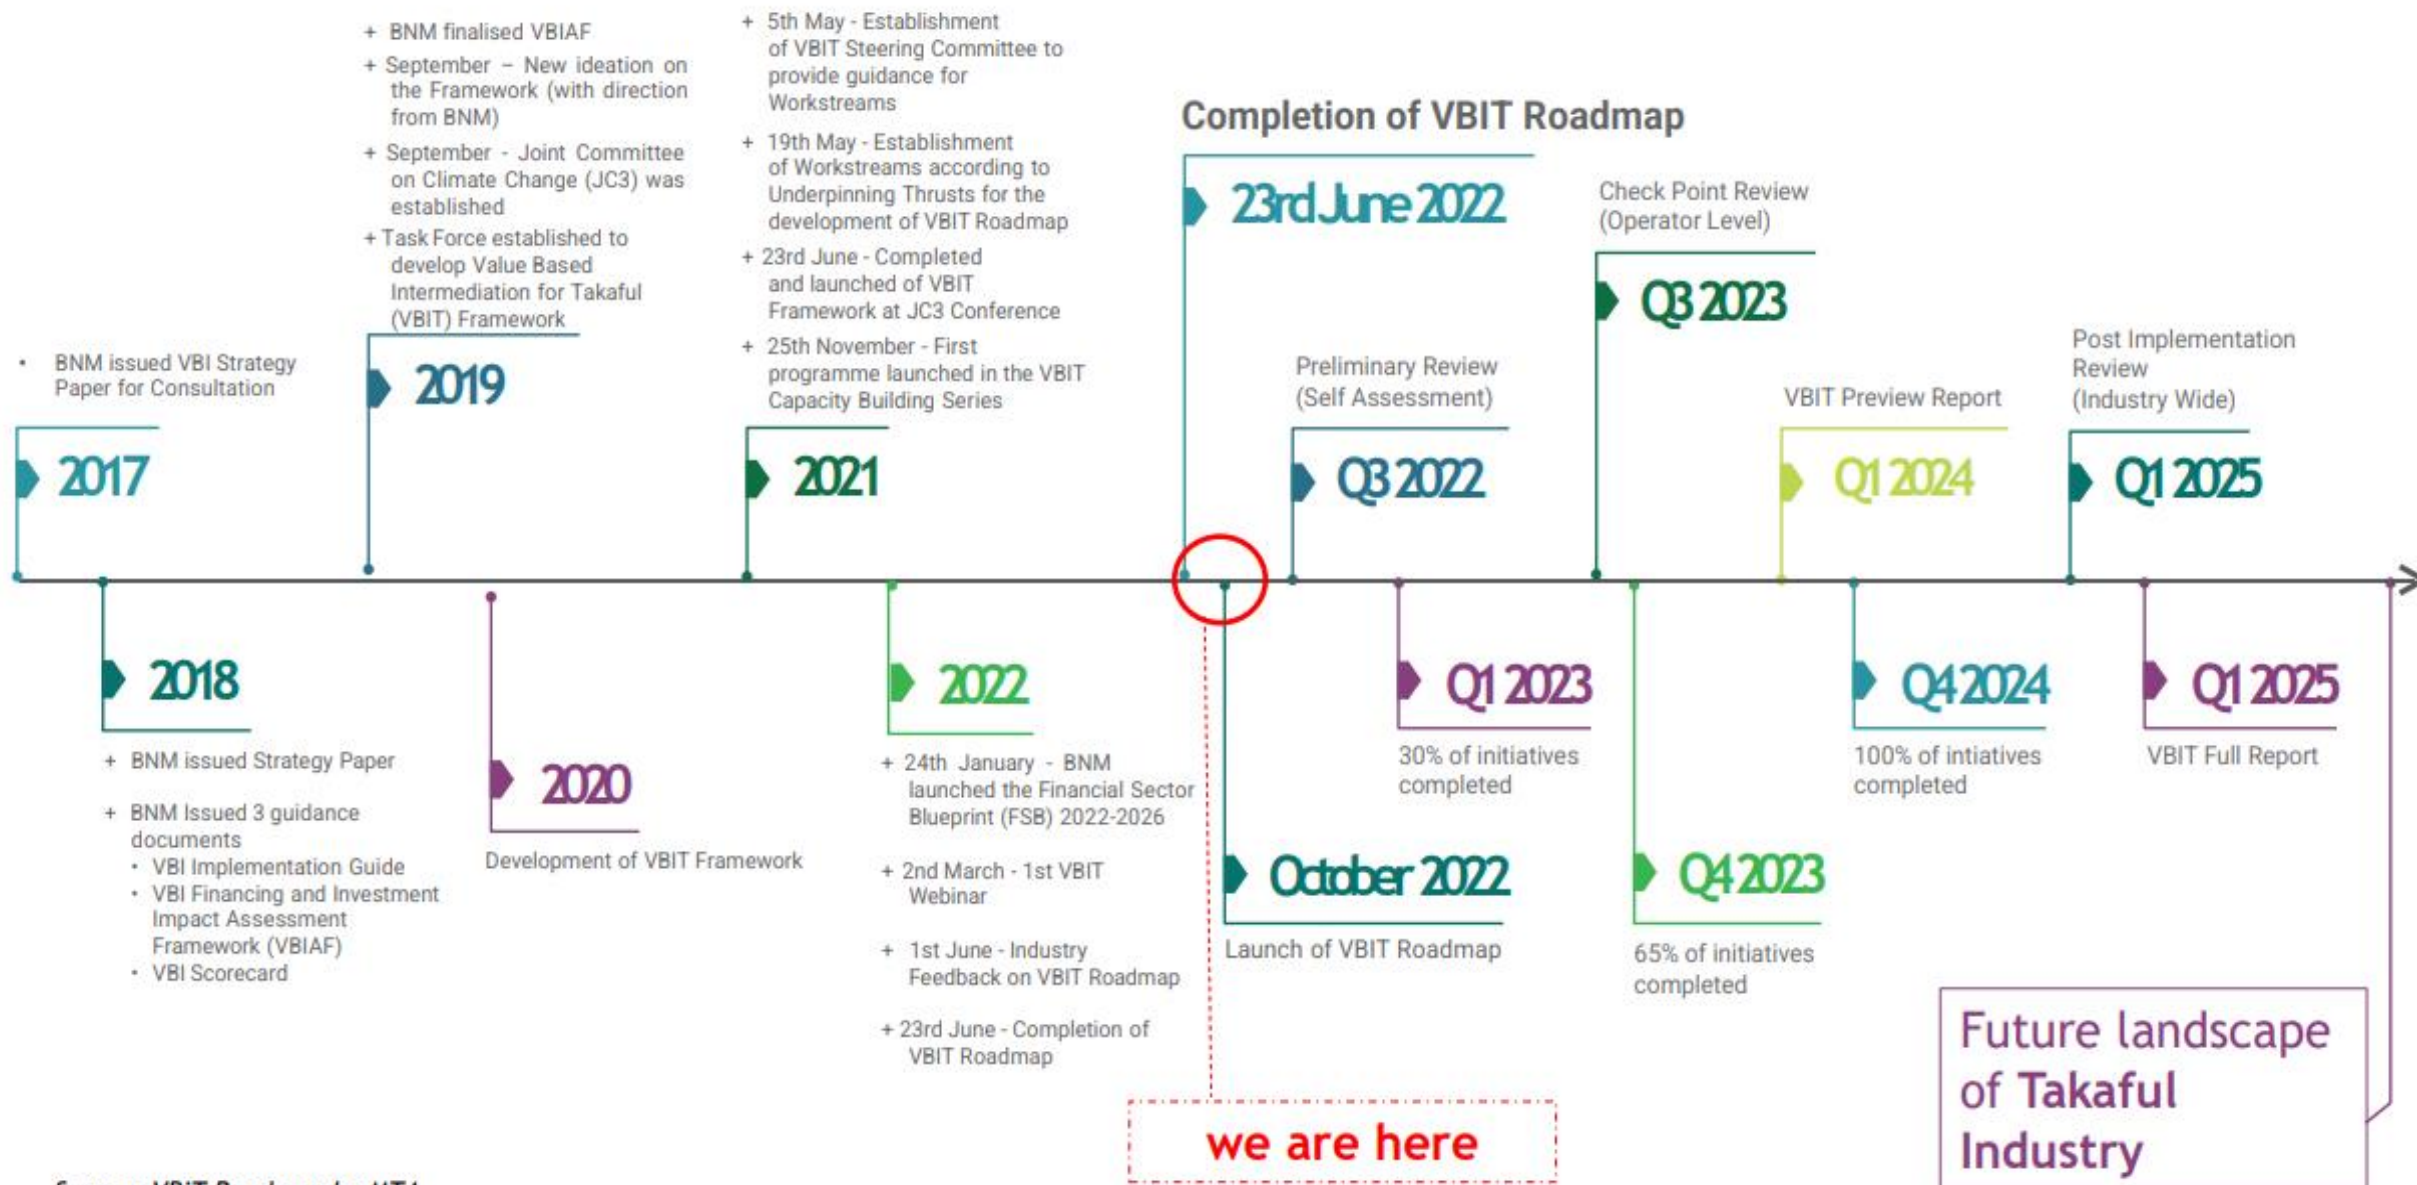 • BNM issued VBI Strategy
Paper for Consultation
2017
+ BNM finalised VBIAF
+ September – New ideation on
the Framework (with direction
from BNM)
+ September - Joint Committee
on Climate Change (JC3) was
established
+ Task Force established to
develop Value Based
Intermediation for Takaful
(VBIT) Framework
2019
+ 5th May - Establishment
of VBIT Steering Committee to
provide guidance for
Workstreams
+ 19th May - Establishment
of Workstreams according to
Underpinning Thrusts for the
development of VBIT Roadmap
+ 23rd June - Completed
and launched of VBIT
Framework at JC3 Conference
+ 25th November - First
programme launched in the VBIT
Capacity Building Series
2021
Completion of VBIT Roadmap
23rd June 2022
Preliminary Review
(Self Assessment)
Q3 2022
Check Point Review
(Operator Level)
Q3 2023
VBIT Preview Report
Q1 2024
Post Implementation
Review
(Industry Wide)
Q1 2025
2018
+ BNM issued Strategy Paper
+ BNM Issued 3 guidance
documents
• VBI Implementation Guide
• VBI Financing and Investment
Impact Assessment
Framework (VBIAF)
• VBI Scorecard
2020
Development of VBIT Framework
2022
+ 24th January - BNM
launched the Financial Sector
Blueprint (FSB) 2022-2026
+ 2nd March - 1st VBIT
Webinar
+ 1st June - Industry
Feedback on VBIT Roadmap
+ 23rd June - Completion of
VBIT Roadmap
October 2022
Launch of VBIT Roadmap
Q1 2023
30% of initiatives
completed
Q4 2023
65% of initiatives
completed
Q4 2024
100% of intiatives
completed
Q1 2025
VBIT Full Report
we are here
Future landscape
of Takaful
Industry